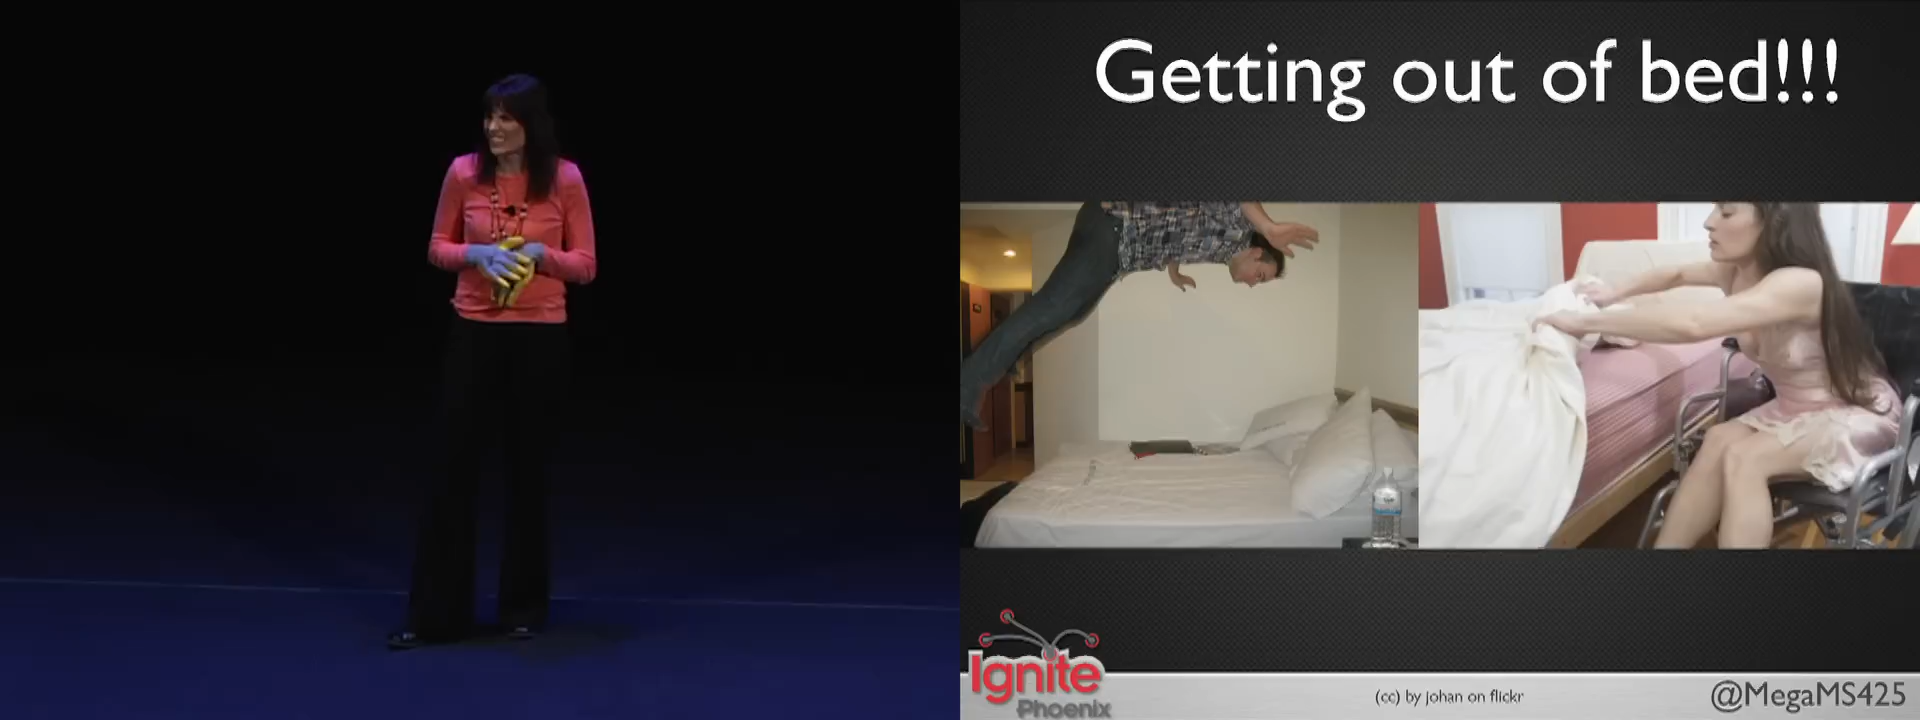 Getting out of bed!!!
Ignite
Phoenix
(cc) by johan on flickr
@MegaMS425